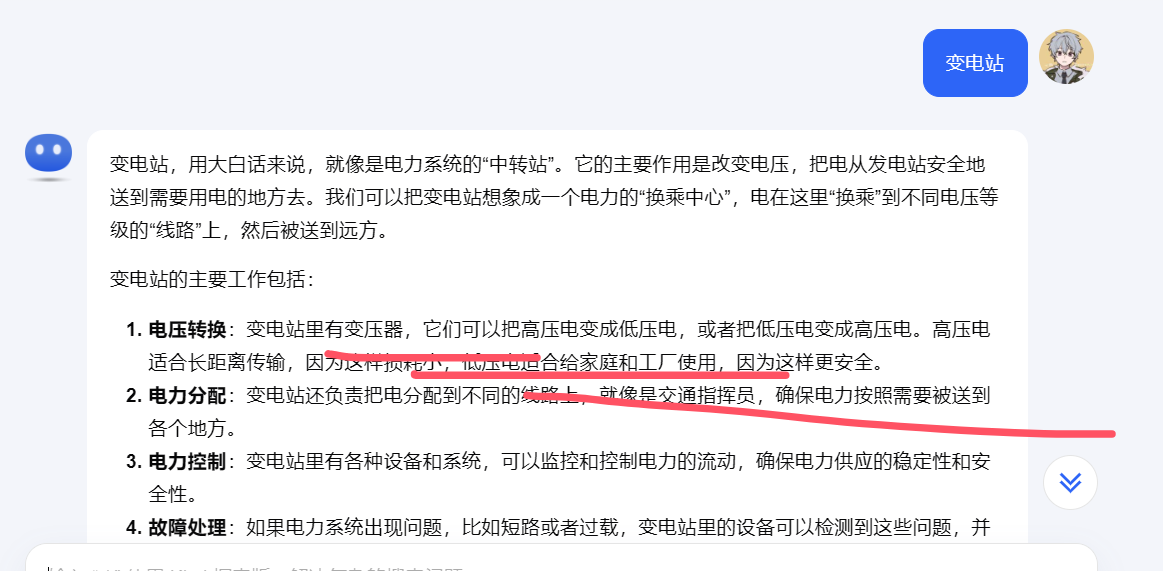 变电站
变电站，用大白话来说，就像是电力系统的“中转站”。它的主要作用是改变电压，把电从发电站安全地
送到需要用电的地方去。我们可以把变电站想象成一个电力的“换乘中心”，电在这里“换乘”到不同电压等
级的“线路”上，然后被送到远方。
变电站的主要工作包括：
1. 电压转换：变电站里有变压器，它们可以把高压电变成低压电，或者把低压电变成高压电。高压电
适合长距离传输，因为这样损耗小，低压电适合给家庭和工厂使用，因为这样更安全。
2. 电力分配：变电站还负责把电分配到不同的线路上，就像是交通指挥员，确保电力按照需要被送到
各个地方。
3. 电力控制：变电站里有各种设备和系统，可以监控和控制电力的流动，确保电力供应的稳定性和安
全性。
4. 故障处理：如果电力系统出现问题，比如短路或者过载，变电站里的设备可以检测到这些问题，并